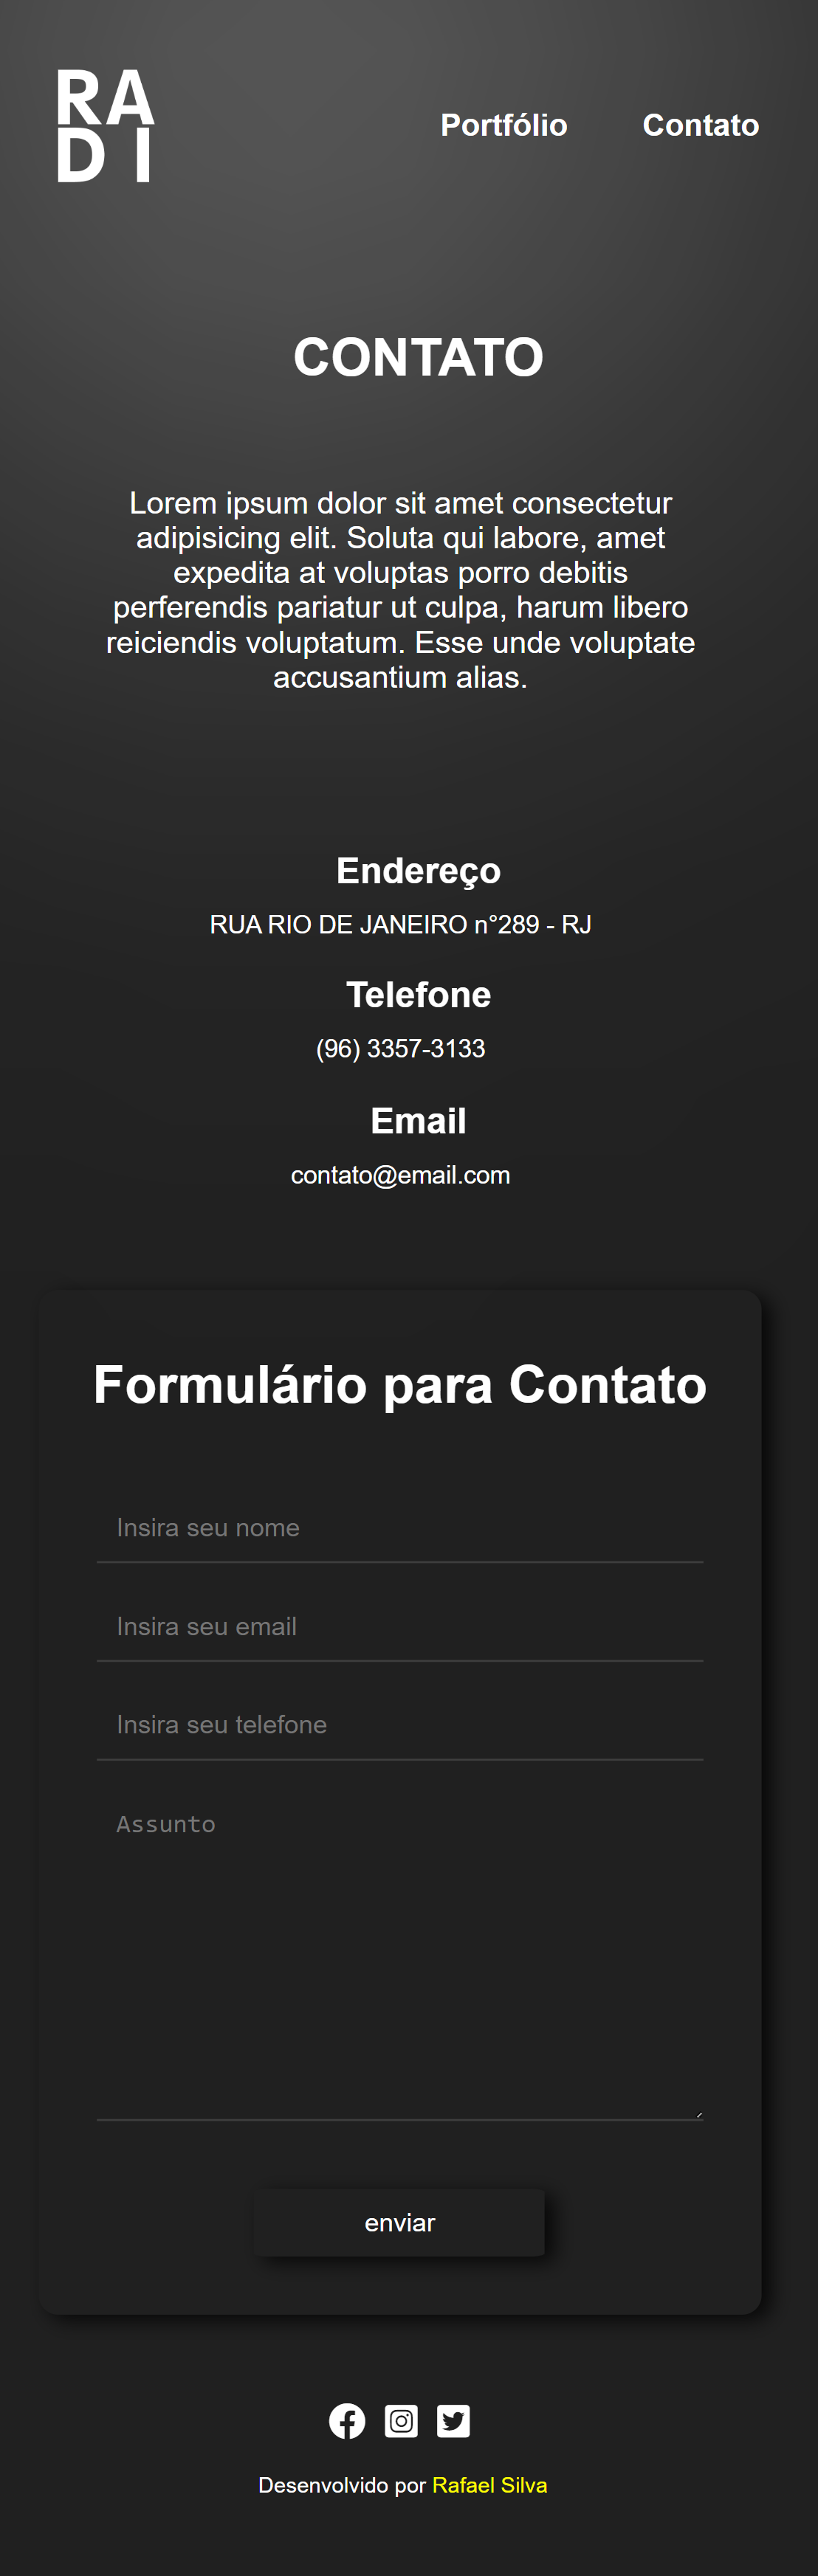 RA
DI
Portfólio Contato
CONTATO
Lorem ipsum dolor sit amet consectetur
adipisicing elit. Soluta qui labore, amet
expedita at voluptas porro debitis
perferendis pariatur ut culpa, harum libero
reiciendis voluptatum. Esse unde voluptate
accusantium alias.
Endereço
RUA RIO DE JANEIRO n°289 - RJ
Telefone
(96) 3357-3133
Email
contato@email.com
Formulário para Contato
Insira seu nome
Insira seu email
Insira seu telefone
Assunto
enviar
Desenvolvido por Rafael Silva